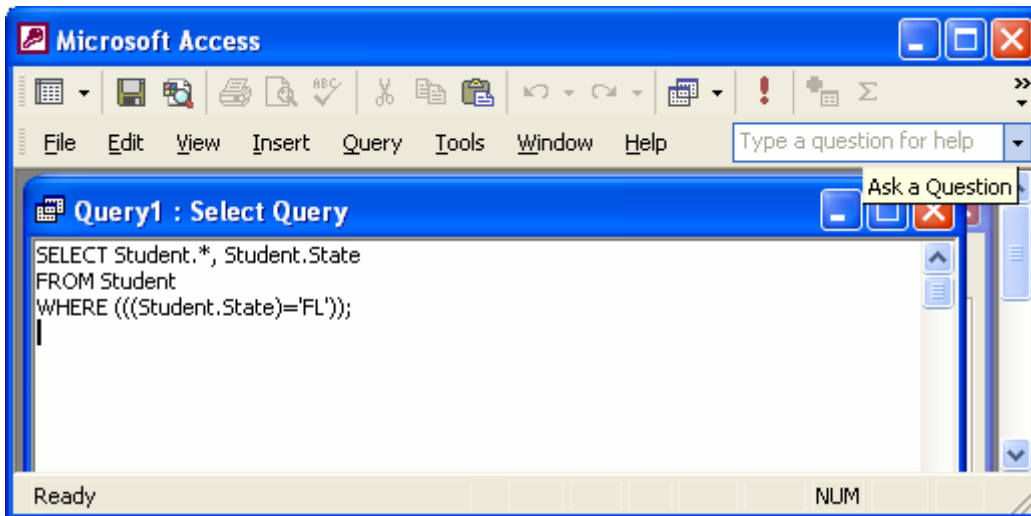 Microsoft Access
ABC
File Edit View Insert Query Tools Window Help Type a question for help
Ask a Question
Query1 : Select Query
SELECT Student.*, Student.State
FROM Student
WHERE (((Student.State)='FL'));
Ready NUM